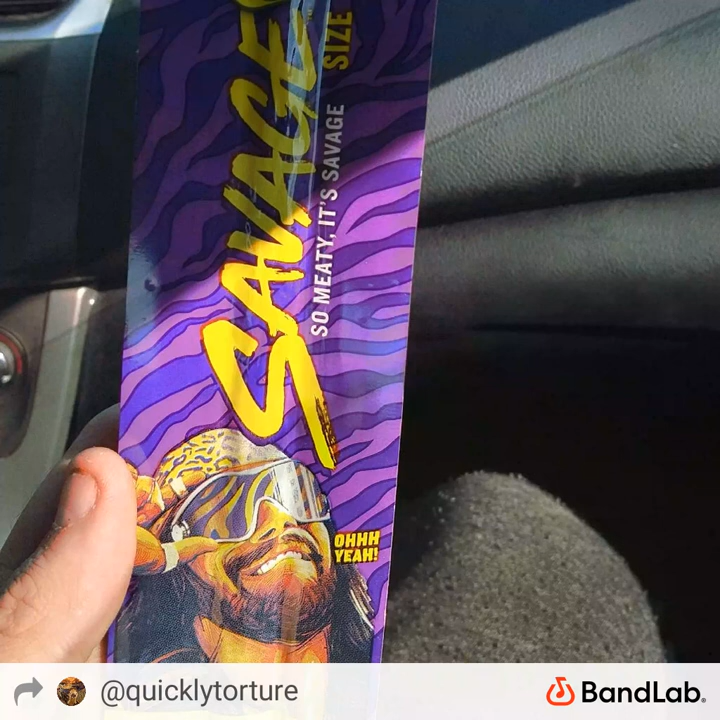 SAVAGE
SIZE
SO MEATY, IT'S SAVAGE
OHHH
YEAH!
@quicklytorture
BandLab